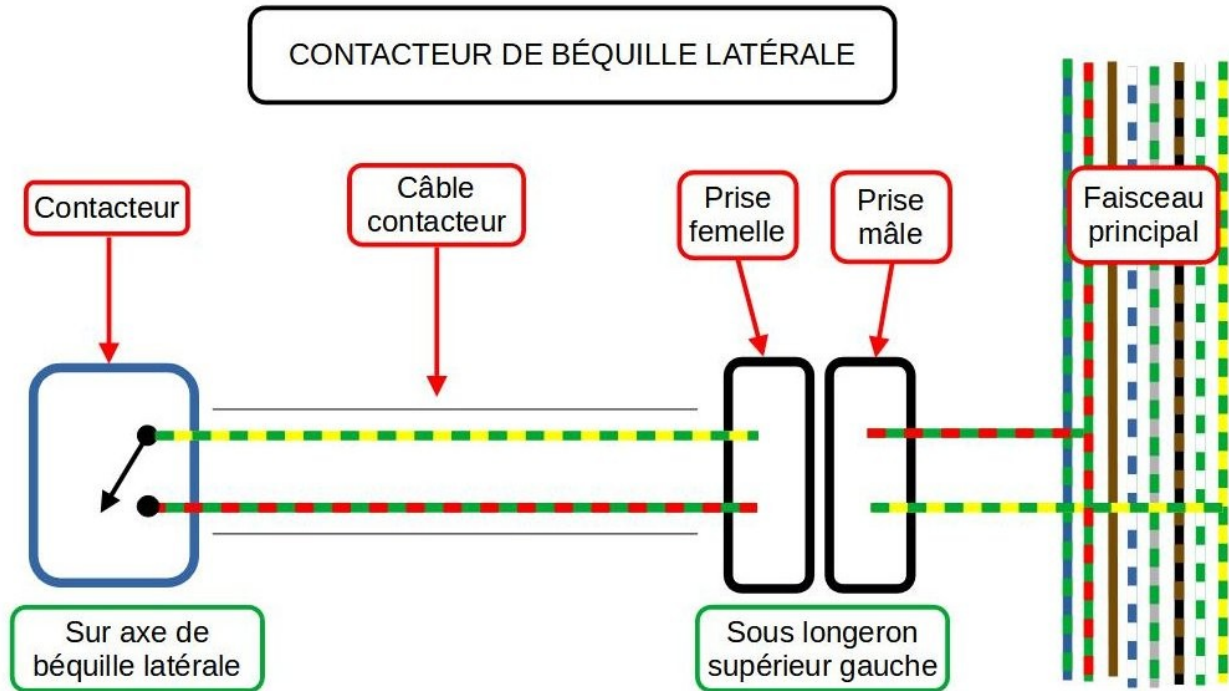 CONTACTEUR DE BÉQUILLE LATÉRALE
Contacteur
Câble
contacteur
Prise
femelle
Prise
mâle
Faisceau
principal
Sur axe de
béquille latérale
Sous longeron
supérieur gauche